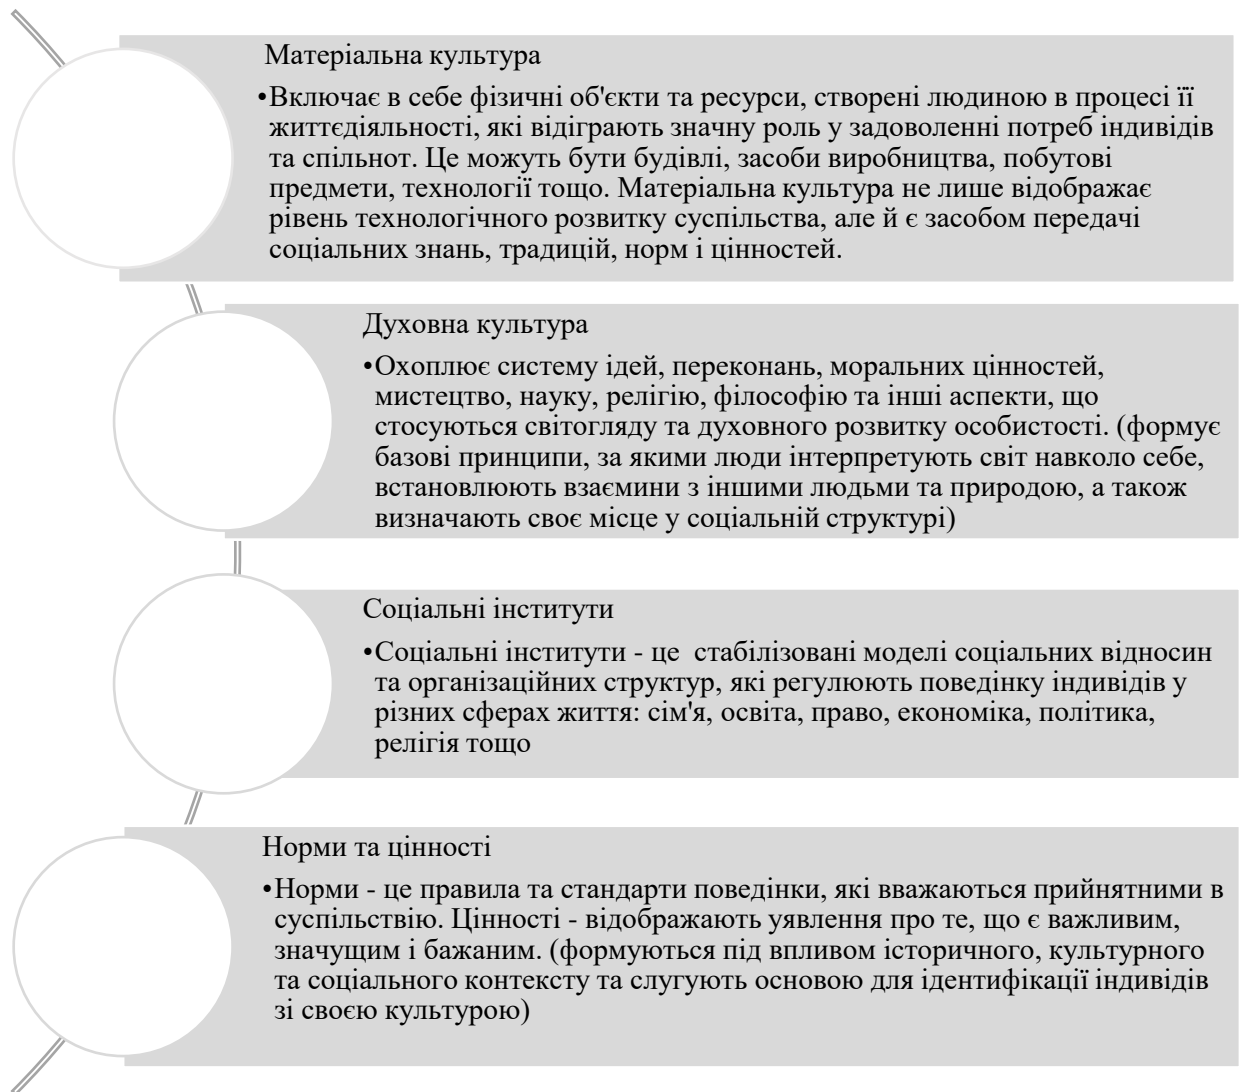 Матеріальна культура
•Включає в себе фізичні об'єкти та ресурси, створені людиною в процесі її
життєдіяльності, які відіграють значну роль у задоволенні потреб індивідів
та спільнот. Це можуть бути будівлі, засоби виробництва, побутові
предмети, технології тощо. Матеріальна культура не лише відображає
рівень технологічного розвитку суспільства, але й є засобом передачі
соціальних знань, традицій, норм і цінностей.
Духовна культура
•Охоплює систему ідей, переконань, моральних цінностей,
мистецтво, науку, релігію, філософію та інші аспекти, що
стосуються світогляду та духовного розвитку особистості. (формує
базові принципи, за якими люди інтерпретують світ навколо себе,
встановлюють взаємини з іншими людьми та природою, а також
визначають своє місце у соціальній структурі)
Соціальні інститути
•Соціальні інститути - це  стабілізовані моделі соціальних відносин
та організаційних структур, які регулюють поведінку індивідів у
різних сферах життя: сім'я, освіта, право, економіка, політика,
релігія тощо
Норми та цінності
•Норми - це правила та стандарти поведінки, які вважаються прийнятними в
суспільствію. Цінності - відображають уявлення про те, що є важливим,
значущим і бажаним. (формуються під впливом історичного, культурного
та соціального контексту та слугують основою для ідентифікації індивідів
зі своєю культурою)